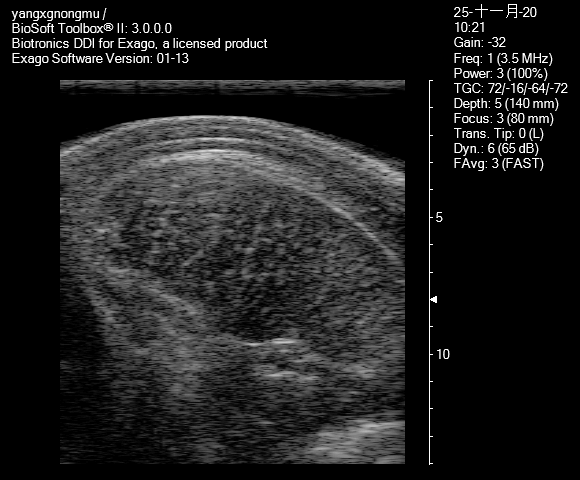 yangxgnongmu /
BioSoft Toolbox® II: 3.0.0.0
Biotronics DDI for Exago, a licensed product
Exago Software Version: 01-13
25-十一月-20
10:21
Gain: -32
Freq: 1 (3.5 MHz)
Power: 3 (100%)
TGC: 72/-16/-64/-72
Depth: 5 (140 mm)
Focus: 3 (80 mm)
Trans. Tip: 0 (L)
Dyn.: 6 (65 dB)
FAvg: 3 (FAST)
5
10